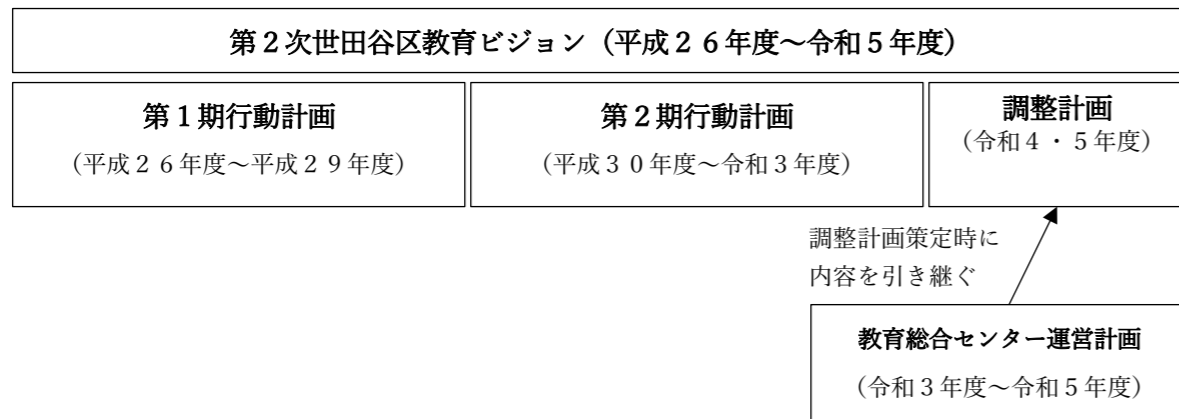 第２次世田谷区教育ビジョン（平成２６年度～令和５年度）
第１期行動計画
（平成２６年度～平成２９年度）
第２期行動計画
（平成３０年度～令和３年度）
調整計画
（令和４・５年度）
調整計画策定時に
内容を引き継ぐ
教育総合センター運営計画
（令和３年度～令和５年度）